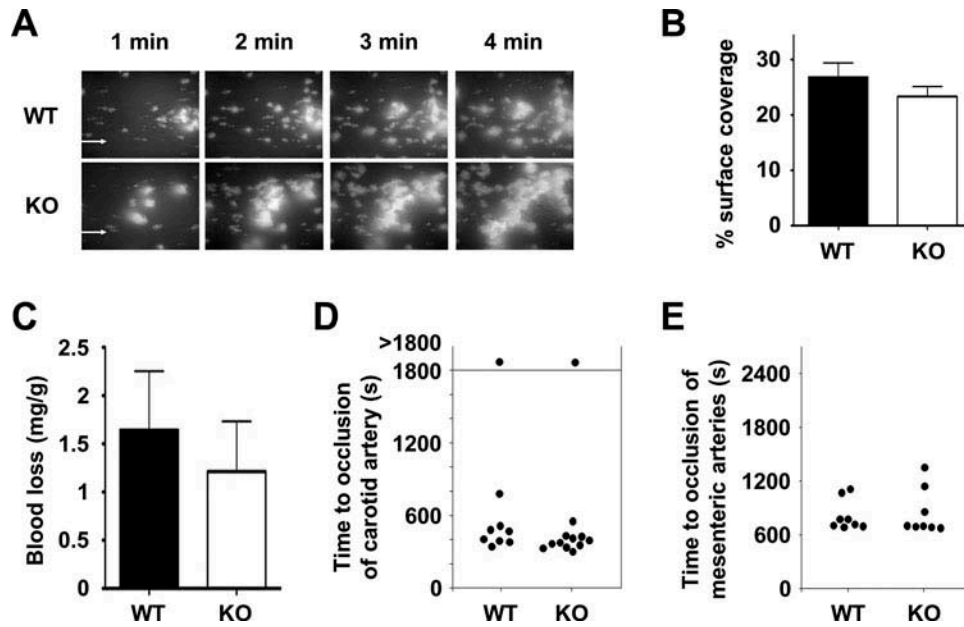 A
1 min 2 min 3 min 4 min
WT
KO
B
% surface coverage
30
20
10
0
WT KO
C
Blood loss (mg/g)
2.5
2
1.5
1
0.5
0
WT KO
D
Time to occlusion
of carotid artery (s)
>1800
1800
1200
600
0
WT KO
E
Time to occlusion of
mesenteric arteries (s)
2400
1800
1200
600
0
WT KO